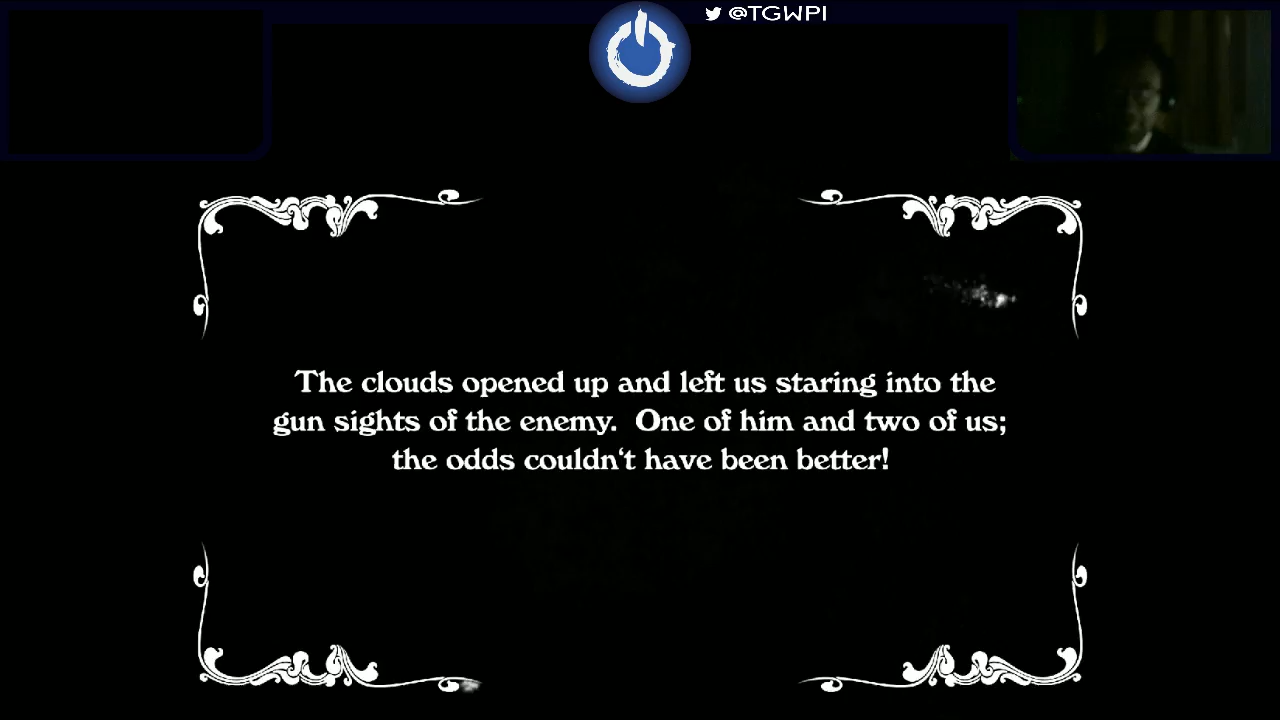 @TGWPI
The clouds opened up and left us staring into the
gun sights of the enemy.  One of him and two of us;
the odds couldn‘t have been better!